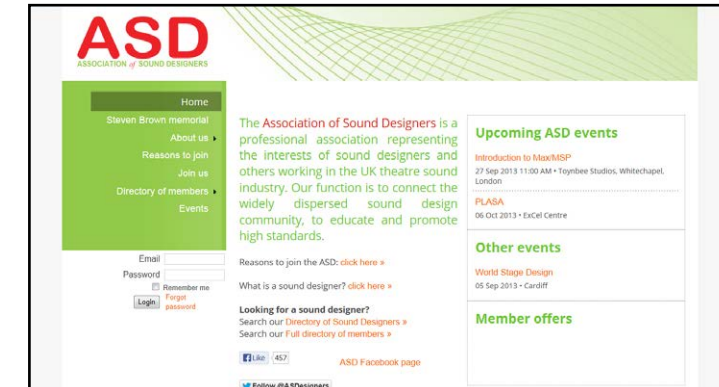 ASD
ASSOCIATION of SOUND DESIGNERS
Home
Steven Brown memorial
About us
Reasons to join
Join us
Directory of members
Events
Email
Password
Remember me
Login
Forgot
password
The Association of Sound Designers is a
professional association representing
the interests of sound designers and
others working in the UK theatre sound
industry. Our function is to connect the
widely dispersed sound design
community, to educate and promote
high standards.
Reasons to join the ASD: click here »
What is a sound designer? click here »
Looking for a sound designer?
Search our Directory of Sound Designers »
Search our Full directory of members »
Like 457
ASD Facebook page
Follow @ASDesigners
Upcoming ASD events
Introduction to Max/MSP
27 Sep 2013 11:00 AM • Toynbee Studios, Whitechapel,
London
PLASA
06 Oct 2013 • ExCel Centre
Other events
World Stage Design
05 Sep 2013 • Cardiff
Member offers